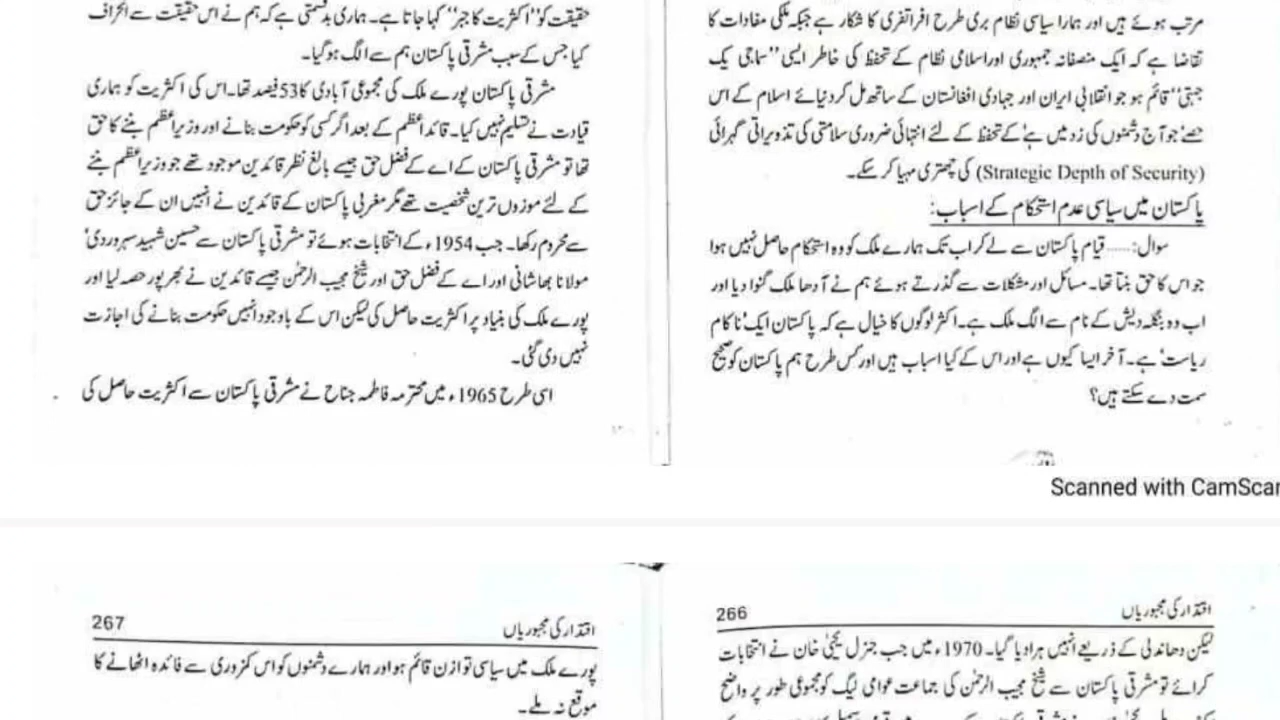 مرتب ہوئے ہیں اور ہمارا سیاسی نظام بری طرح افراتفری کا شکار ہے جبکہ ملکی مفادات کا
تقاضا ہے کہ ایک منصفانہ جمہوری اور اسلامی نظام کے تحفظ کی خاطر ایسی ''سماجی یک
جہتی'' قائم ہو جو انقلابی ایران اور جہادی افغانستان کے ساتھ مل کر دنیائے اسلام کے اس
حصے' جو آج دشمنوں کی زد میں ہے' کے تحفظ کے لئے انتہائی ضروری سلامتی کی تذویراتی گہرائی
(Strategic Depth of Security) کی چھتری مہیا کر سکے۔
پاکستان میں سیاسی عدم استحکام کے اسباب:
سوال:...... قیام پاکستان سے لے کر اب تک ہمارے ملک کو وہ استحکام حاصل نہیں ہوا
جو اس کا حق بنتا تھا۔ مسائل اور مشکلات سے گذرتے ہوئے ہم نے آدھا ملک گنوا دیا اور
اب وہ بنگلہ دیش کے نام سے الگ ملک ہے۔ اکثر لوگوں کا خیال ہے کہ پاکستان ایک 'ناکام
ریاست' ہے۔ آخر ایسا کیوں ہے اور اس کے کیا اسباب ہیں اور کس طرح ہم پاکستان کو صحیح
سمت دے سکتے ہیں؟
حقیقت کو ''اکثریت کا جبر'' کہا جاتا ہے۔ ہماری بدقسمتی ہے کہ ہم نے اس حقیقت سے انحراف
کیا جس کے سبب مشرقی پاکستان ہم سے الگ ہو گیا۔
مشرقی پاکستان پورے ملک کی مجموعی آبادی کا 53 فیصد تھا۔ اس کی اکثریت کو ہماری
قیادت نے تسلیم نہیں کیا۔ قائداعظم کے بعد اگر کسی کو حکومت بنانے اور وزیراعظم بننے کا حق
تھا تو مشرقی پاکستان کے اے کے فضل حق جیسے بالغ نظر قائدین موجود تھے جو وزیراعظم بننے
کے لئے موزوں ترین شخصیت تھے مگر مغربی پاکستان کے قائدین نے انہیں ان کے جائز حق
سے محروم رکھا۔ جب 1954ء کے انتخابات ہوئے تو مشرقی پاکستان سے حسین شہید سہروردی'
مولانا بھاشانی اور اے کے فضل حق اور شیخ مجیب الرحمٰن جیسے قائدین نے بھرپور حصہ لیا اور
پورے ملک کی بنیاد پر اکثریت حاصل کی لیکن اس کے باوجود انہیں حکومت بنانے کی اجازت
نہیں دی گئی۔
اسی طرح 1965ء میں محترمہ فاطمہ جناح نے مشرقی پاکستان سے اکثریت حاصل کی
Scanned with CamScan
اقتدار کی مجبوریاں 266
لیکن دھاندلی کے ذریعے انہیں ہرا دیا گیا۔ 1970ء میں جب جنرل یحییٰ خان نے انتخابات
کرائے تو مشرقی پاکستان سے شیخ مجیب الرحمٰن کی جماعت عوامی لیگ کو مجموعی طور پر واضح
اقتدار کی مجبوریاں 267
پورے ملک میں سیاسی توازن قائم ہو اور ہمارے دشمنوں کو اس کمزوری سے فائدہ اٹھانے کا
موقع نہ ملے۔